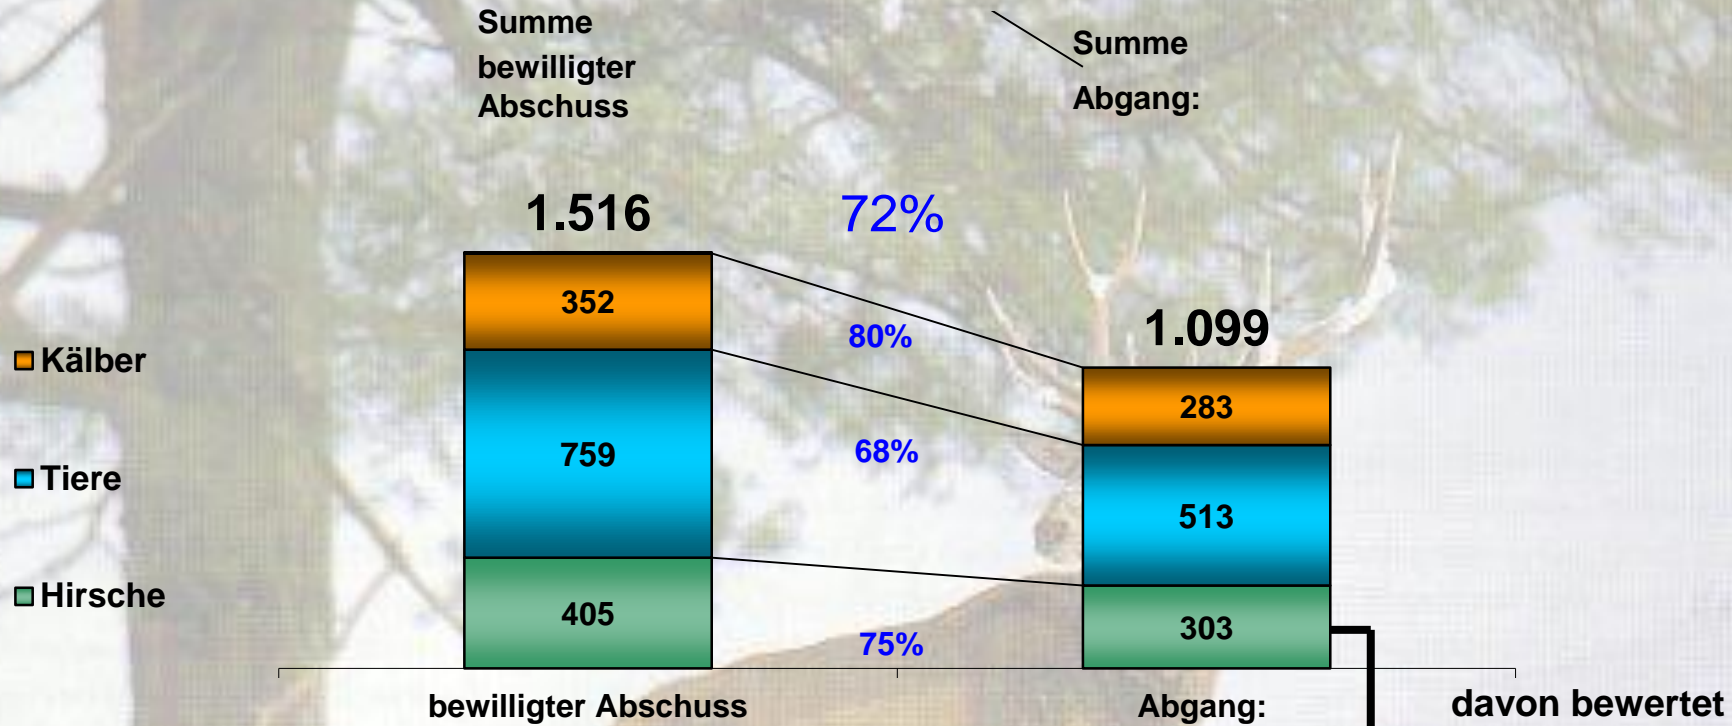 Summe
bewilligter
Abschuss
Summe
Abgang:
1.516
72%
1.099
352
80%
283
Kälber
759
68%
513
Tiere
405
75%
303
Hirsche
bewilligter Abschuss
Abgang:
davon bewertet